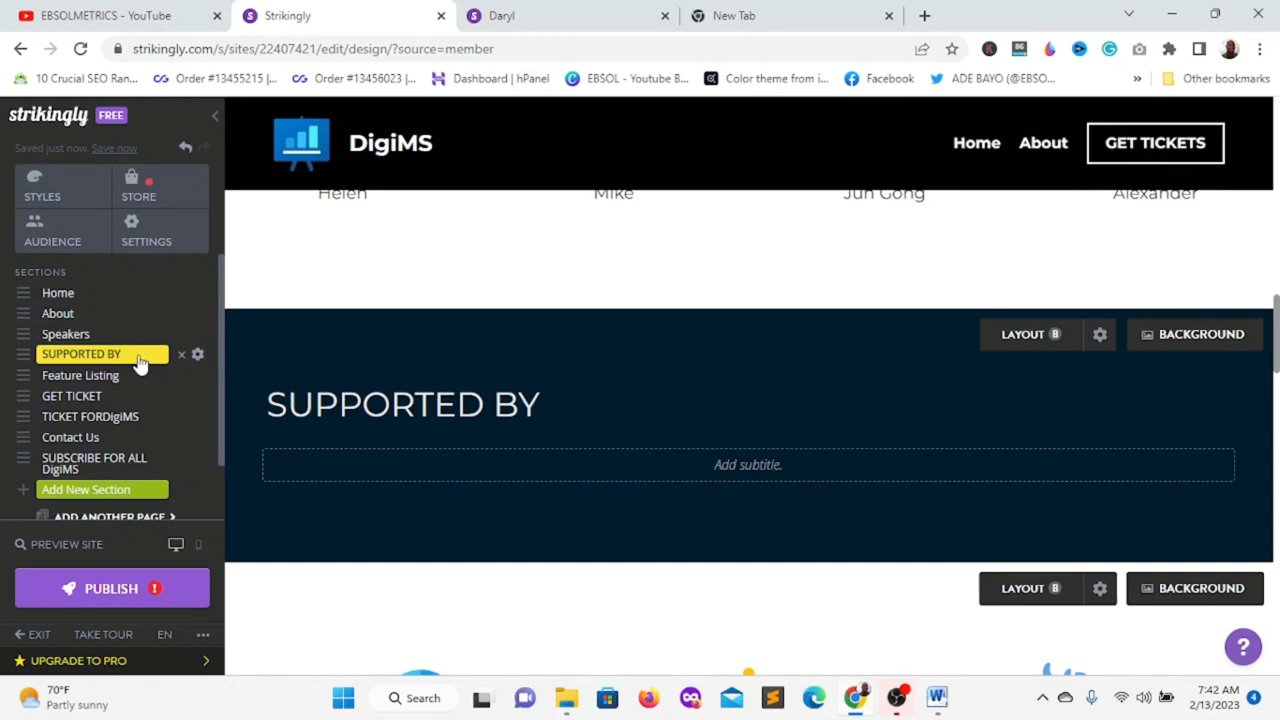 EBSOLMETRICS - YouTube
Strikingly
Daryl
New Tab
strikingly.com/s/sites/22407421/edit/design/?source=member
10 Crucial SEO Ran...
Order #13455215 |...
Order #13456023 |...
Dashboard | hPanel
EBSOL - Youtube B...
Color theme from i...
Facebook
ADE BAYO (@EBSO...
»
Other bookmarks
strikingly FREE
Saved just now. Save now
STYLES
STORE
AUDIENCE
SETTINGS
SECTIONS
Home
About
Speakers
SUPPORTED BY
Feature Listing
GET TICKET
TICKET FORDigiMS
Contact Us
SUBSCRIBE FOR ALL
DigiMS
Add New Section
ADD ANOTHER PAGE
PREVIEW SITE
PUBLISH !
EXIT
TAKE TOUR
EN
UPGRADE TO PRO
DigiMS
Home
About
GET TICKETS
Helen
Mike
Jun Gong
Alexander
LAYOUT B
BACKGROUND
SUPPORTED BY
Add subtitle.
LAYOUT B
BACKGROUND
?
70°F
Partly sunny
Search
7:42 AM
2/13/2023
4